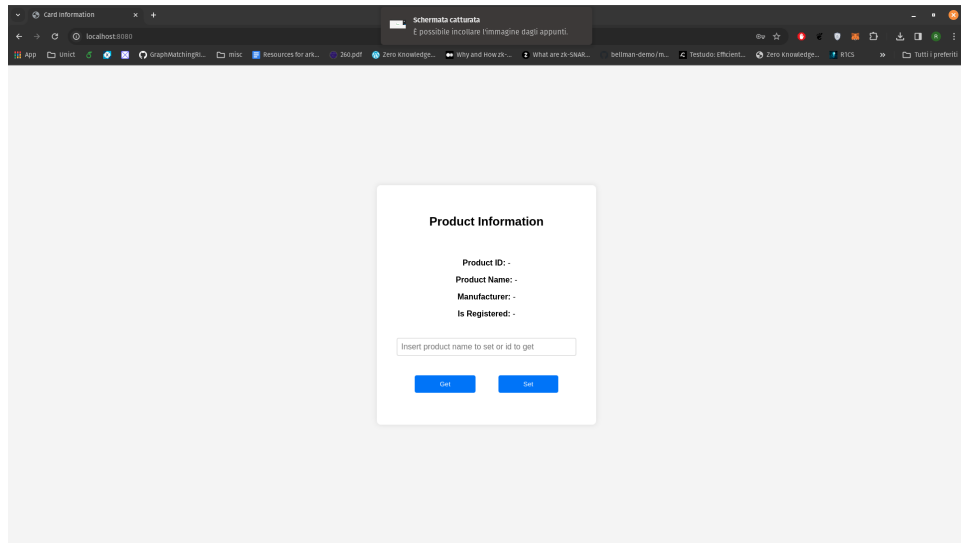 Card Information
Schermata catturata
È possibile incollare l'immagine dagli appunti.
localhost:8080
App Unict GraphMatchingRi... misc Resources for ark... 260.pdf Zero Knowledge... Why and How zk-... What are zk-SNAR... bellman-demo/m... Testudo: Efficient... Zero Knowledge... R1CS » Tutti i preferiti
Product Information
Product ID: -
Product Name: -
Manufacturer: -
Is Registered: -
Insert product name to set or id to get
Get Set